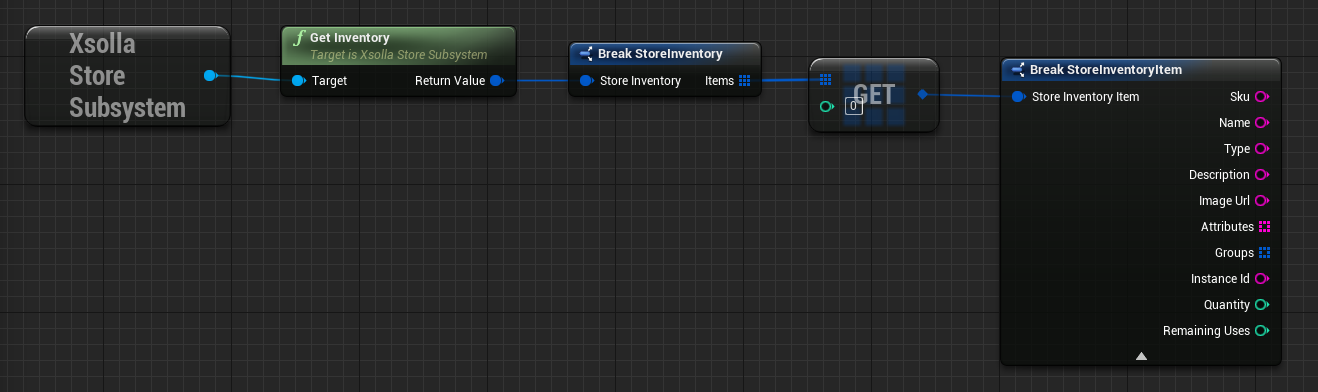 Xsolla
Store
Subsystem
f Get Inventory
Target is Xsolla Store Subsystem
Target Return Value
Break StoreInventory
Store Inventory Items
GET
0
Break StoreInventoryItem
Store Inventory Item Sku
Name
Type
Description
Image Url
Attributes
Groups
Instance Id
Quantity
Remaining Uses